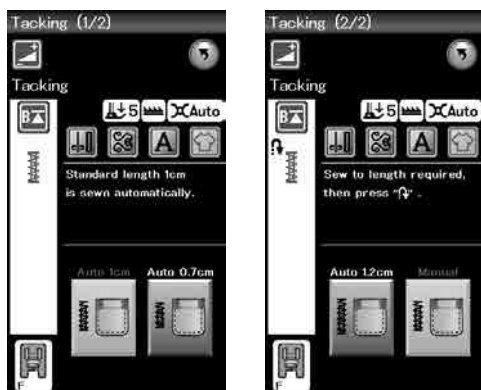 Tacking (1/2)
Tacking
B
5
Auto
A
Standard length 1cm
is sewn automatically.
Auto 1cm
Auto 0.7cm
F
Tacking (2/2)
Tacking
B
5
Auto
A
Sew to length required,
then press " ".
Auto 1.2cm
Manual
F